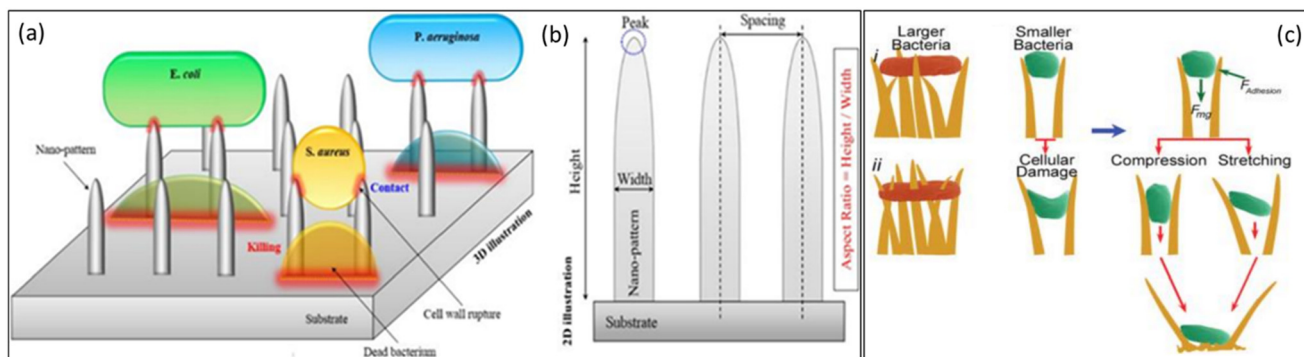 (a)
E. coli
P. aeruginosa
S. aureus
Nano-pattern
Contact
Killing
3D illustration
Cell wall rupture
Substrate
Dead bacterium
(b)
Peak
Spacing
Height
Width
Nano-pattern
Aspect Ratio = Height / Width
2D illustration
Substrate
(c)
Larger
Bacteria
Smaller
Bacteria
i
FAdhesion
Fmg
ii
Cellular
Damage
Compression
Stretching